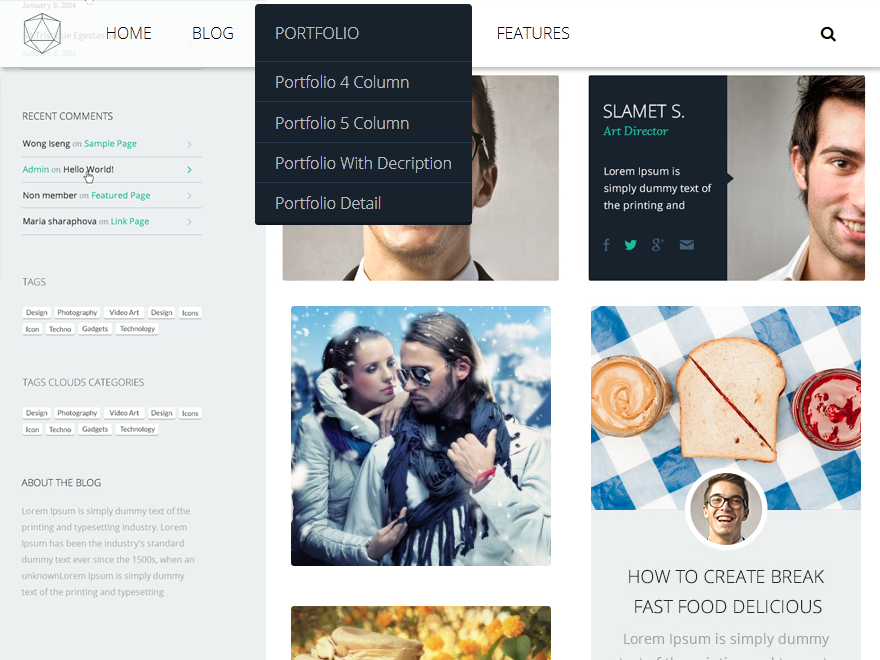 January 8, 2014
HOME
BLOG
PORTFOLIO
FEATURES
Portfolio 4 Column
Portfolio 5 Column
Portfolio With Decription
Portfolio Detail
RECENT COMMENTS
Wong Iseng on Sample Page
Admin on Hello World!
Non member on Featured Page
Maria sharaphova on Link Page
TAGS
Design Photography Video Art Design Icons
Icon Techno Gadgets Technology
TAGS CLOUDS CATEGORIES
Design Photography Video Art Design Icons
Icon Techno Gadgets Technology
ABOUT THE BLOG
Lorem Ipsum is simply dummy text of the
printing and typesetting industry. Lorem
Ipsum has been the industry's standard
dummy text ever since the 1500s, when an
unknownLorem Ipsum is simply dummy
text of the printing and typesetting
SLAMET S.
Art Director
Lorem Ipsum is
simply dummy text of
the printing and
HOW TO CREATE BREAK
FAST FOOD DELICIOUS
Lorem Ipsum is simply dummy